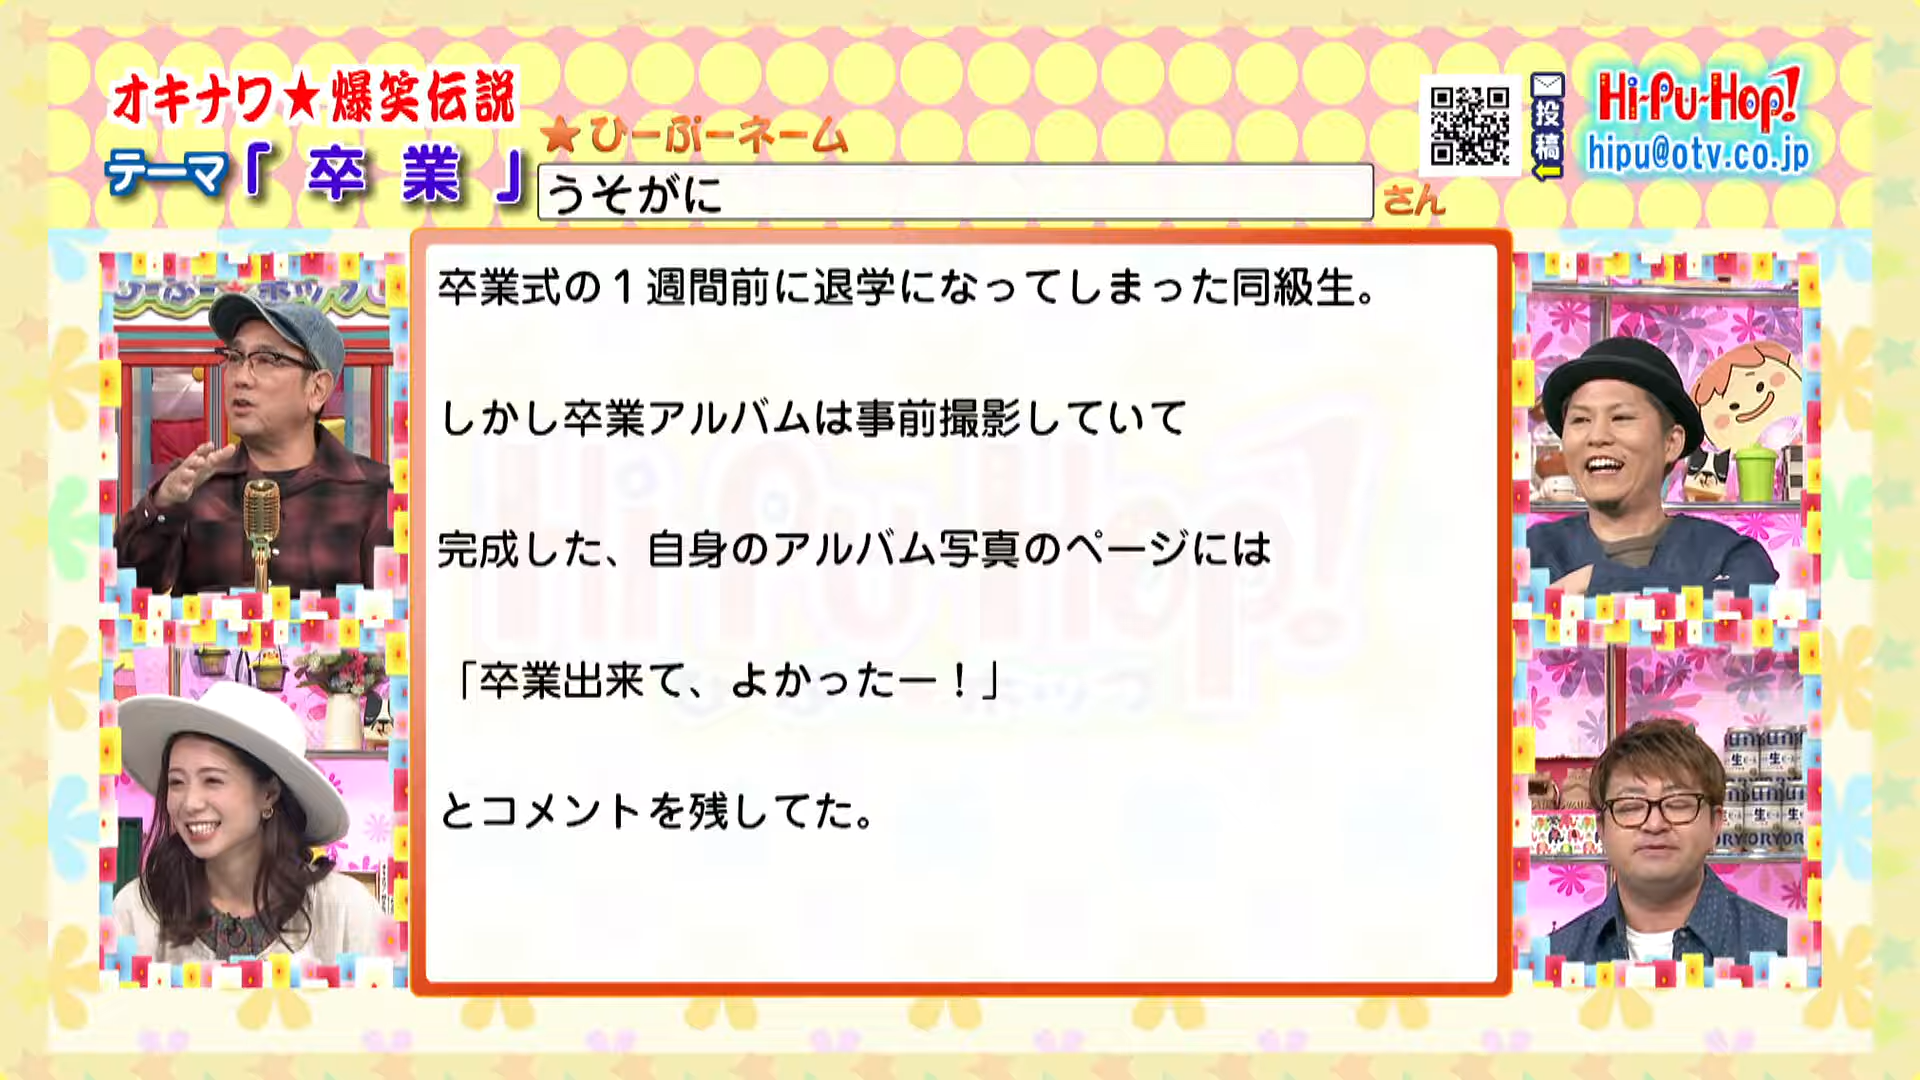 オキナワ★爆笑伝説
テーマ「卒業」
★ひーぷーネーム
うそがに
さん
投稿
Hi-Pu-Hop!
hipu@otv.co.jp
卒業式の1週間前に退学になってしまった同級生。
しかし卒業アルバムは事前撮影していて
完成した、自身のアルバム写真のページには
「卒業出来て、よかったー！」
とコメントを残してた。